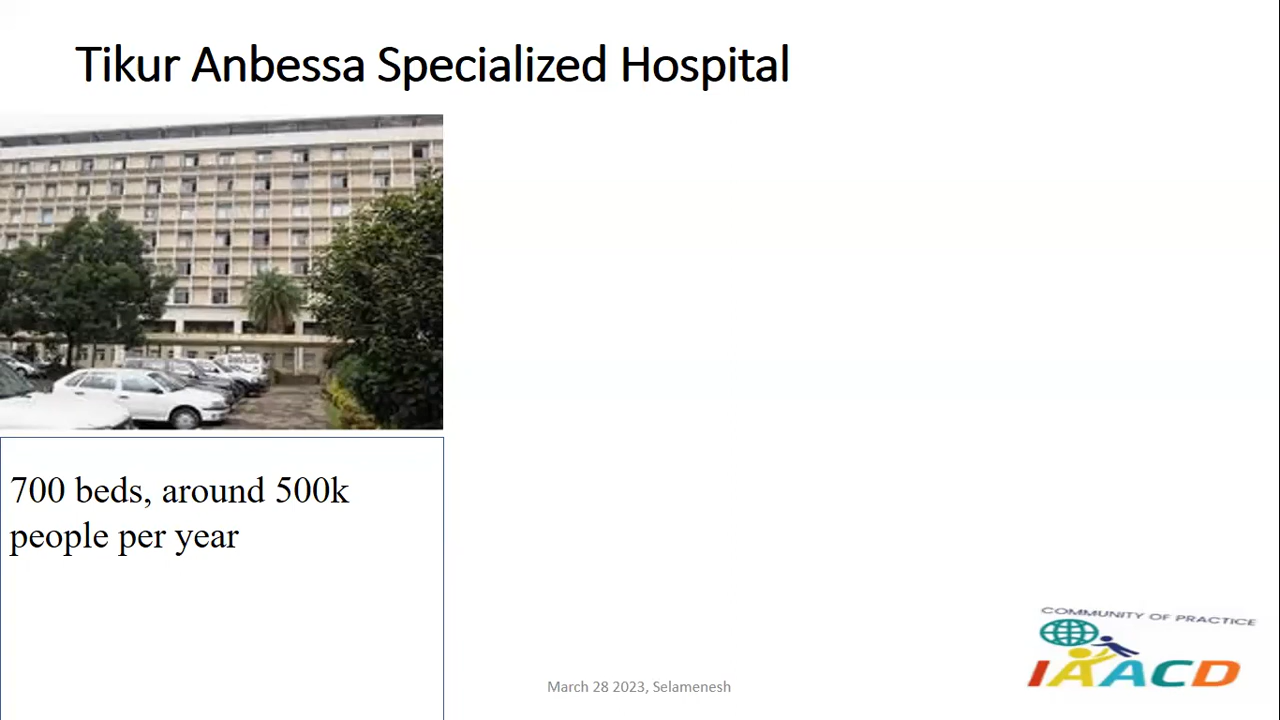 Tikur Anbessa Specialized Hospital
700 beds, around 500k
people per year
COMMUNITY OF PRACTICE
IAACD
March 28 2023, Selamenesh